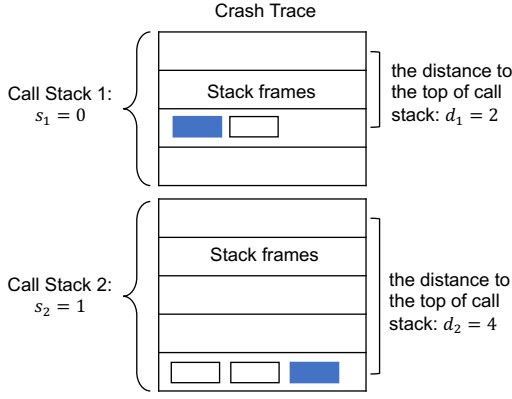 Crash Trace
Call Stack 1:
s₁ = 0
Stack frames
the distance to
the top of call
stack: d₁ = 2
Call Stack 2:
s₂ = 1
Stack frames
the distance to
the top of call
stack: d₂ = 4